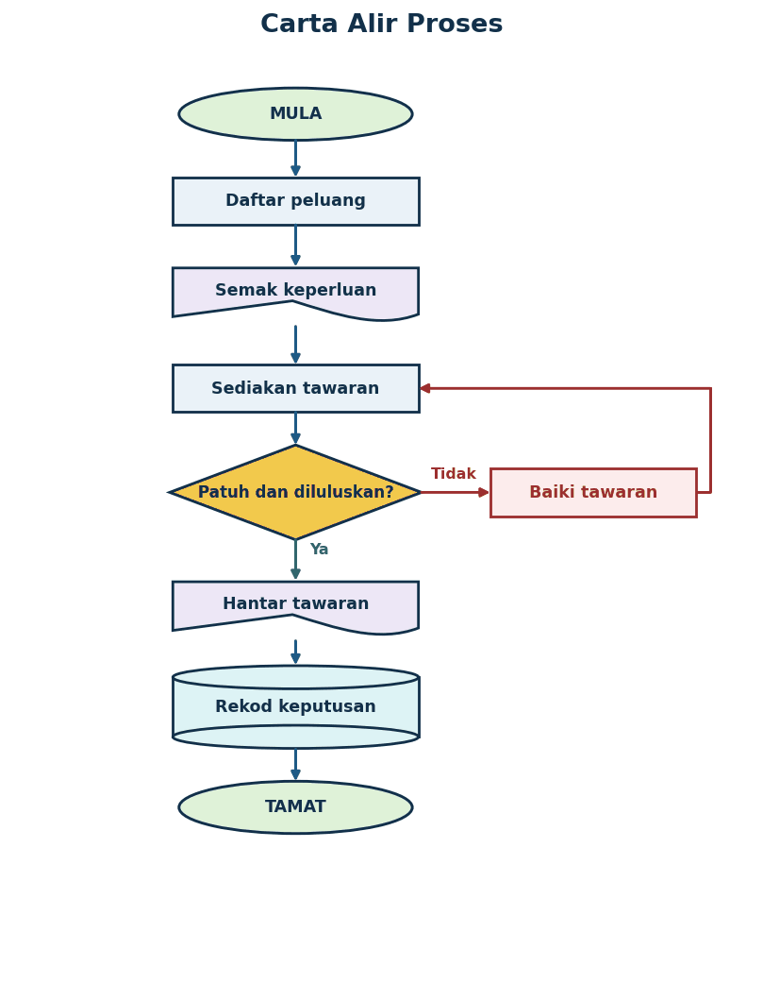 Carta Alir Proses
MULA
Daftar peluang
Semak keperluan
Sediakan tawaran
Patuh dan diluluskan?
Tidak
Baiki tawaran
Ya
Hantar tawaran
Rekod keputusan
TAMAT